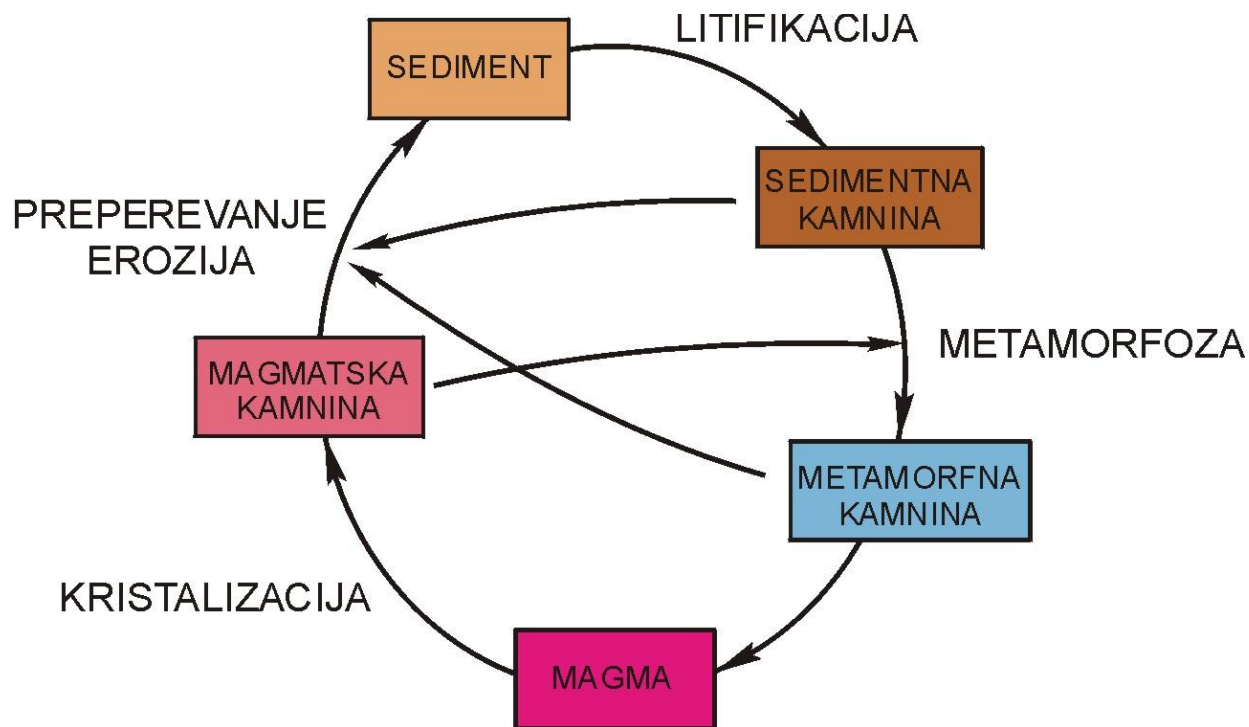 LITIFIKACIJA
SEDIMENT
SEDIMENTNA
KAMNINA
PREPEREVANJE
EROZIJA
METAMORFOZA
MAGMATSKA
KAMNINA
METAMORFNA
KAMNINA
KRISTALIZACIJA
MAGMA